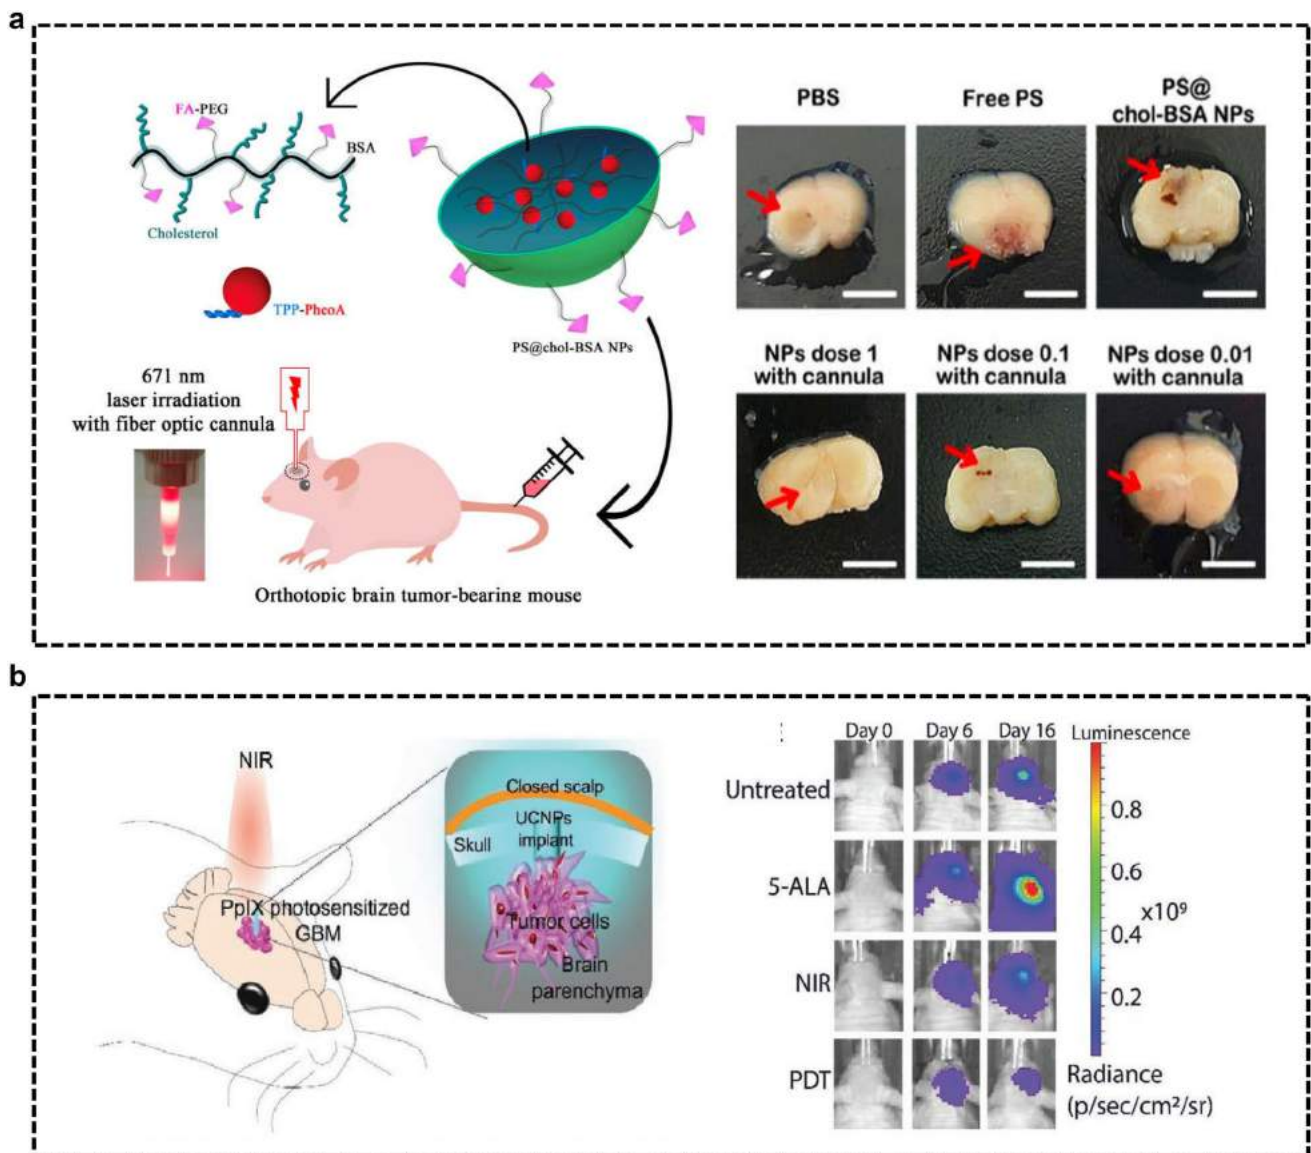 a
FA-PEG
BSA
Cholesterol
TPP-PheoA
PS@chol-BSA NPs
671 nm
laser irradiation
with fiber optic cannula
Orthotopic brain tumor-bearing mouse
PBS
Free PS
PS@
chol-BSA NPs
NPs dose 1
with cannula
NPs dose 0.1
with cannula
NPs dose 0.01
with cannula
b
NIR
PpIX photosensitized
GBM
Closed scalp
UCNPs
implant
Skull
Tumor cells
Brain
parenchyma
Day 0
Day 6
Day 16
Luminescence
Untreated
5-ALA
NIR
PDT
0.8
0.6
x10⁹
0.4
0.2
Radiance
(p/sec/cm²/sr)